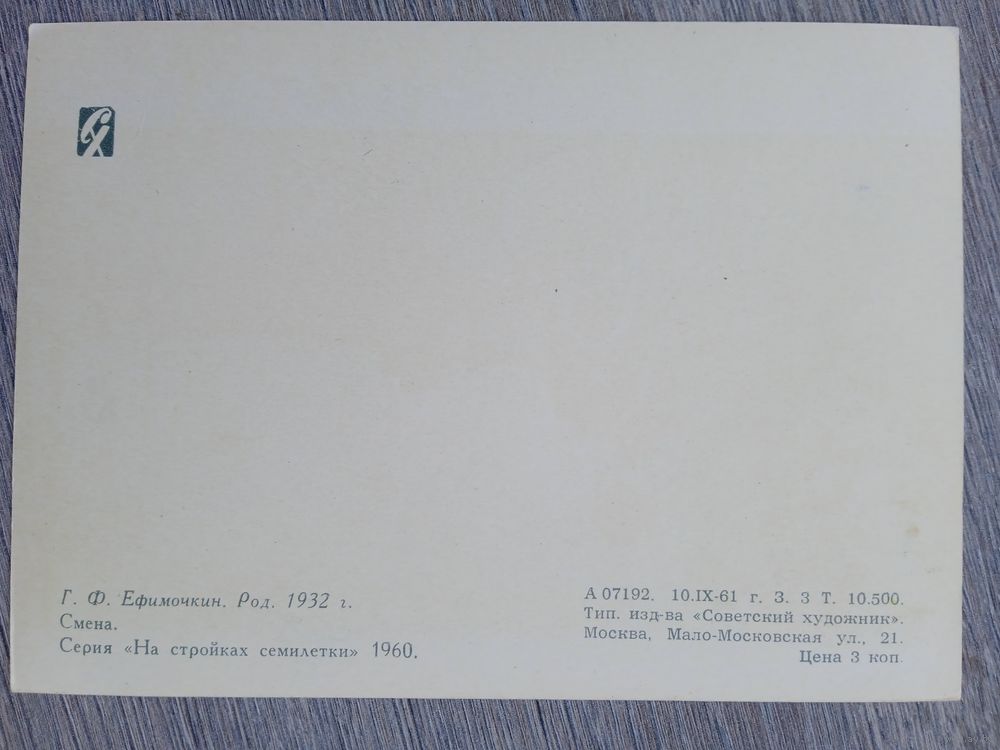 СХ
Г. Ф. Ефимочкин. Род. 1932 г.
Смена.
Серия «На стройках семилетки» 1960.
А 07192. 10.IX-61 г. З. 3 Т. 10.500.
Тип. изд-ва «Советский художник».
Москва, Мало-Московская ул., 21.
Цена 3 коп.